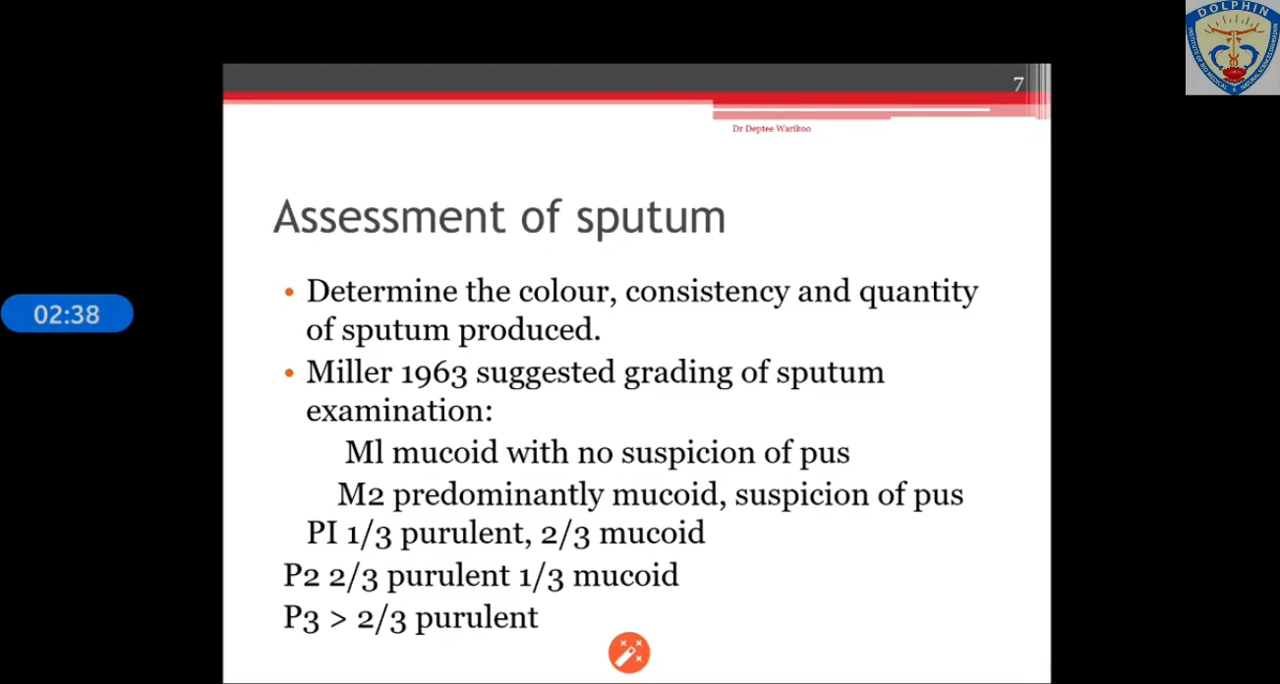 DOLPHIN
7
Dr Deptee Warikoo
Assessment of sputum
• Determine the colour, consistency and quantity
of sputum produced.
• Miller 1963 suggested grading of sputum
examination:
Ml mucoid with no suspicion of pus
M2 predominantly mucoid, suspicion of pus
PI 1/3 purulent, 2/3 mucoid
P2 2/3 purulent 1/3 mucoid
P3 > 2/3 purulent
02:38